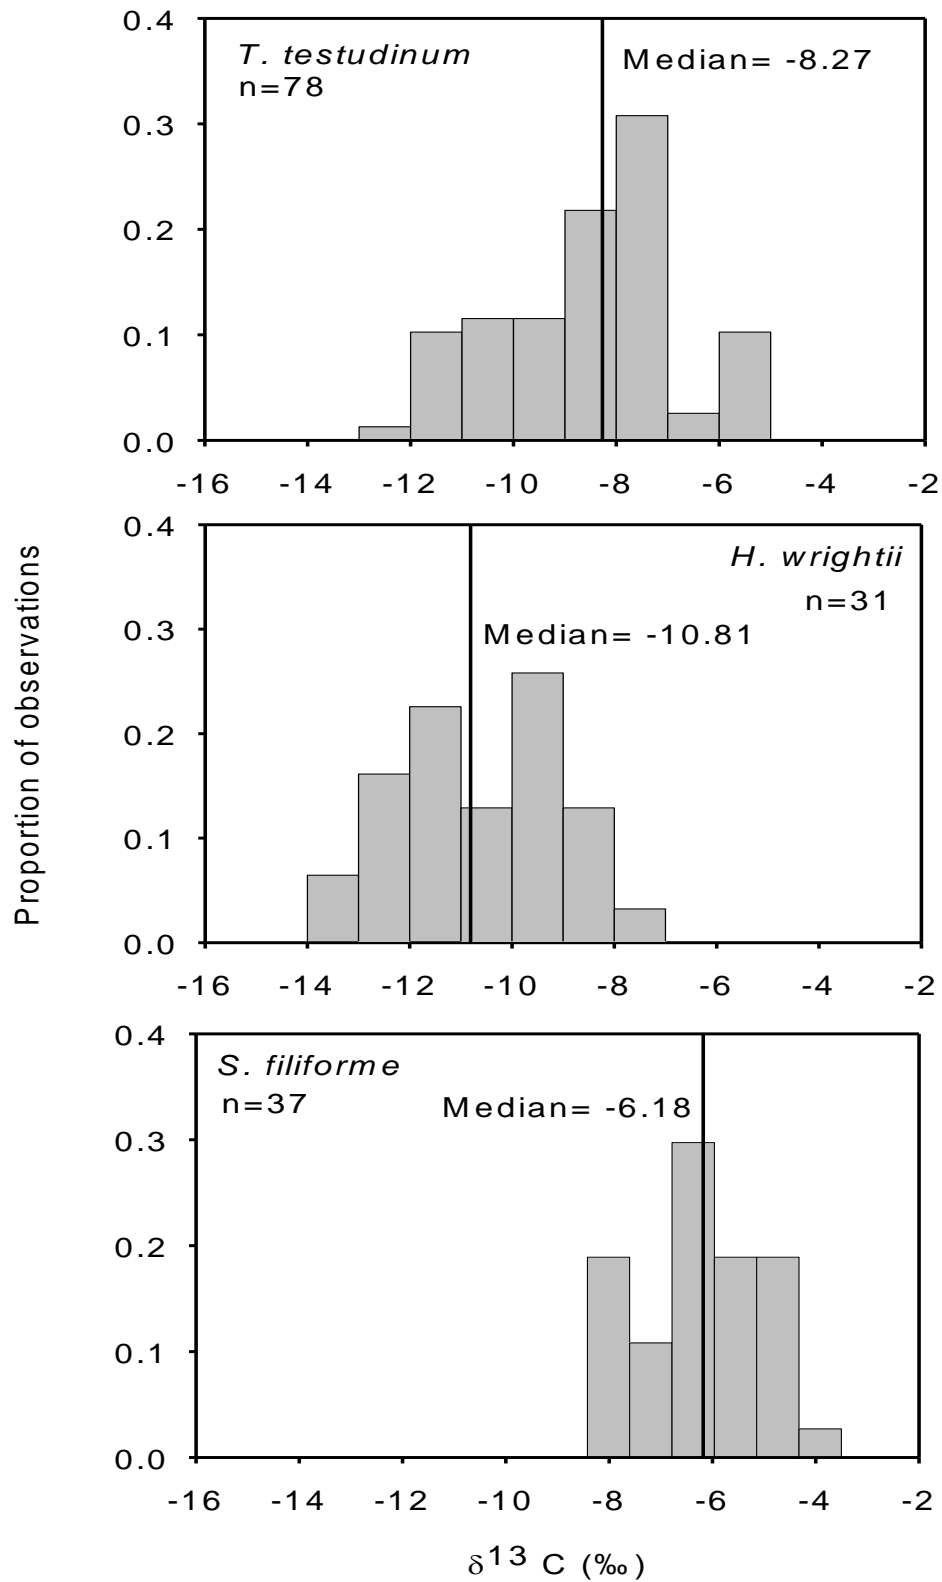 0.4
T. testudinum
Median= -8.27
n=78
0.3
0.2
0.1
0.0
-16 -14 -12 -10 -8 -6 -4 -2
Proportion of observations
0.4
H. wrightii
n=31
0.3
Median= -10.81
0.2
0.1
0.0
-16 -14 -12 -10 -8 -6 -4 -2
0.4
S. filiforme
n=37
Median= -6.18
0.3
0.2
0.1
0.0
-16 -14 -12 -10 -8 -6 -4 -2
δ13 C (‰)